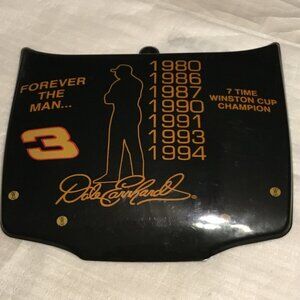 FOREVER
THE
MAN...
3
1980
1986
1987
1990
1991
1993
1994
7 TIME
WINSTON CUP
CHAMPION
Dale Earnhardt